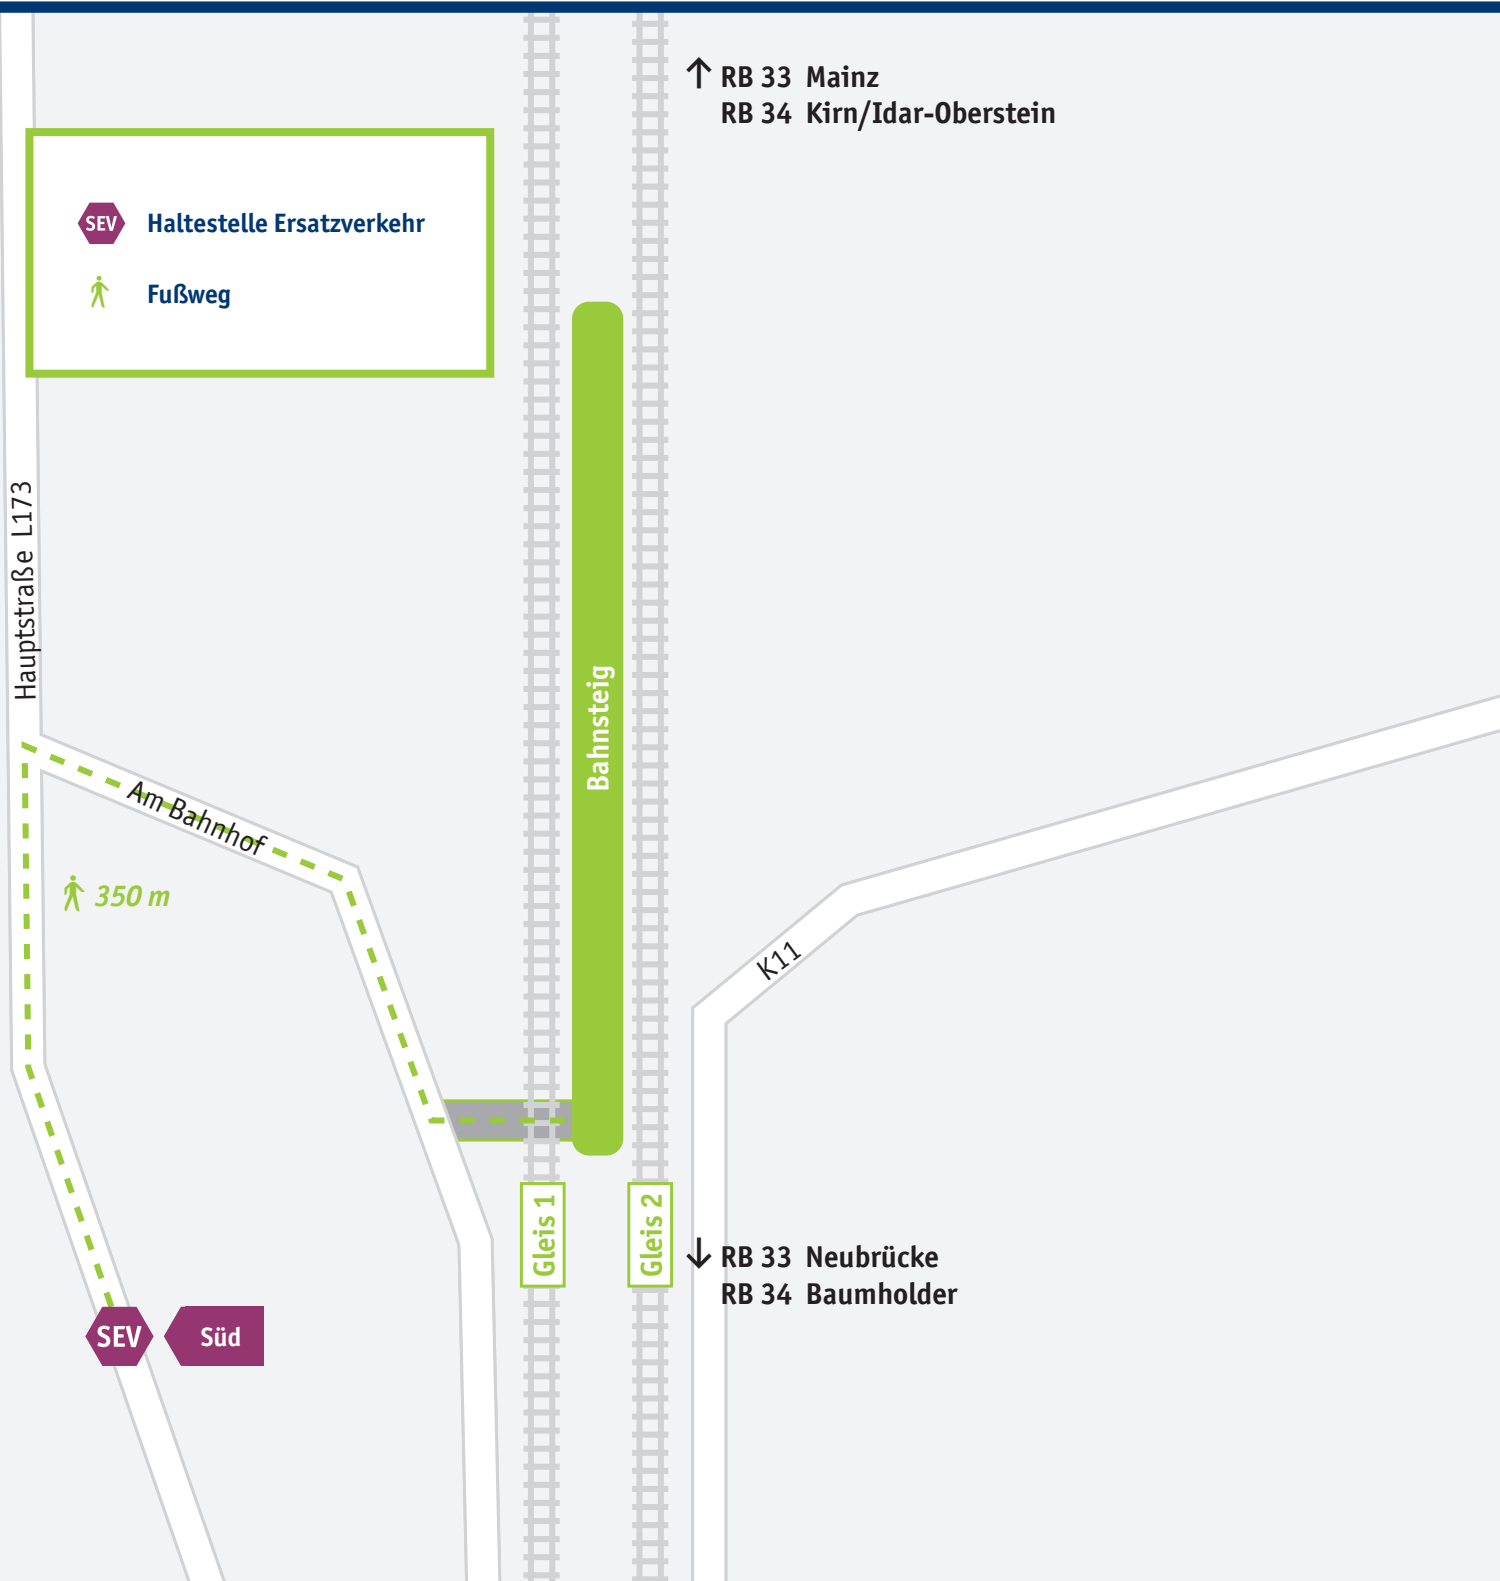 RB 33 Mainz
RB 34 Kirn/Idar-Oberstein
SEV Haltestelle Ersatzverkehr
Fußweg
Hauptstraße L173
Bahnsteig
Am Bahnhof
350 m
K11
Gleis 1
Gleis 2
RB 33 Neubrücke
RB 34 Baumholder
SEV
Süd